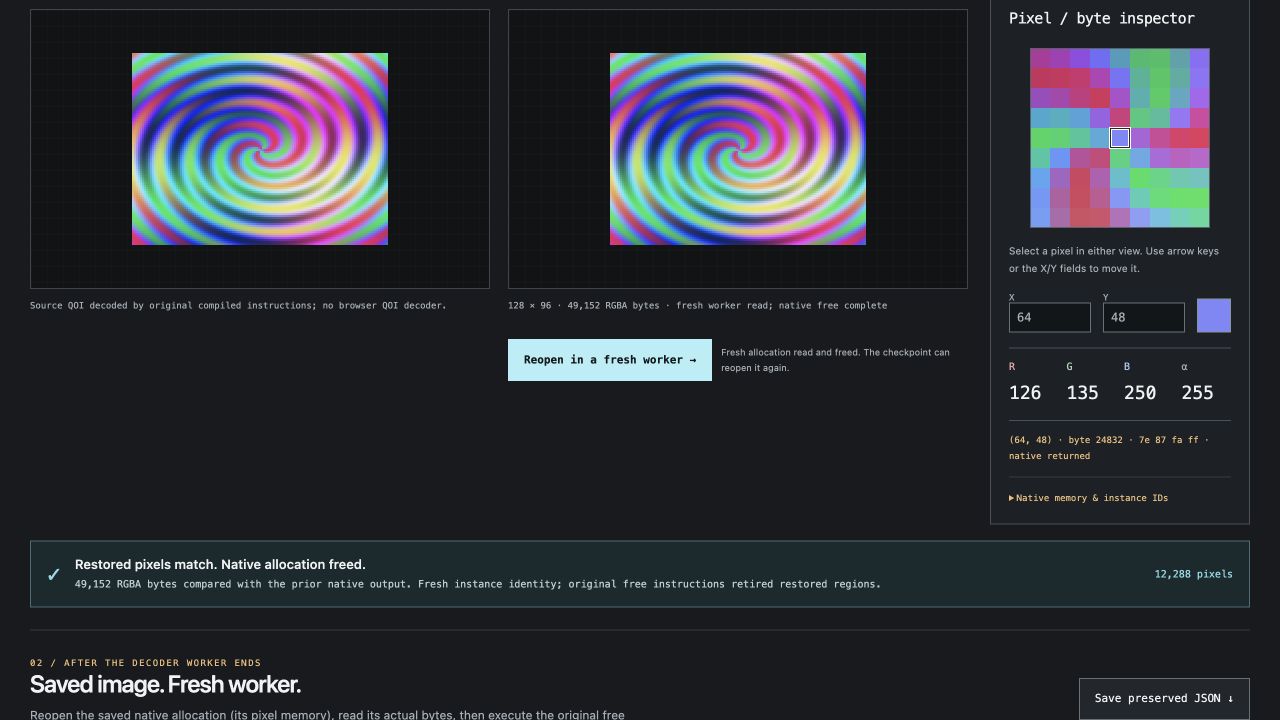 Pixel / byte inspector
Select a pixel in either view. Use arrow keys
or the X/Y fields to move it.
Source QOI decoded by original compiled instructions; no browser QOI decoder.
128 × 96 · 49,152 RGBA bytes · fresh worker read; native free complete
X Y
64 48
Reopen in a fresh worker →
Fresh allocation read and freed. The checkpoint can
reopen it again.
R G B α
126 135 250 255
(64, 48) · byte 24832 · 7e 87 fa ff ·
native returned
▶Native memory & instance IDs
✓ Restored pixels match. Native allocation freed.
49,152 RGBA bytes compared with the prior native output. Fresh instance identity; original free instructions retired restored regions.
12,288 pixels
02 / AFTER THE DECODER WORKER ENDS
Saved image. Fresh worker.
Save preserved JSON ↓
Reopen the saved native allocation (its pixel memory), read its actual bytes, then execute the original free